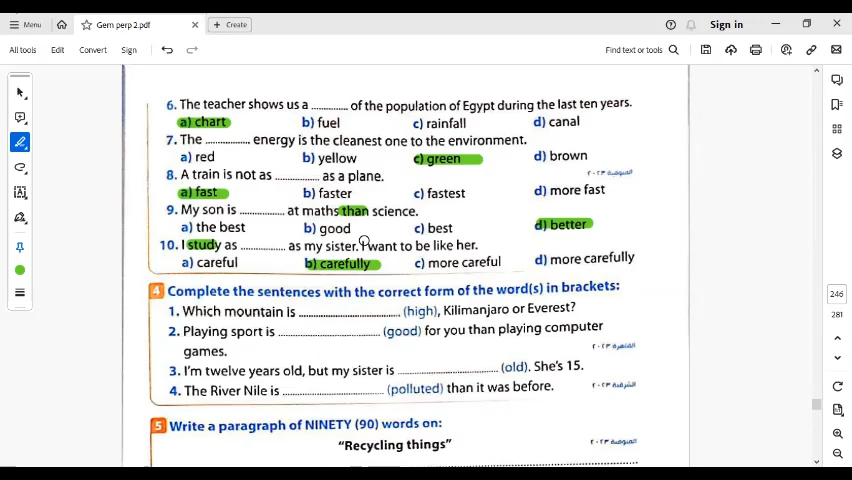 Menu
Gem perp 2.pdf
Create
Sign in
All tools
Edit
Convert
Sign
Find text or tools
6. The teacher shows us a .............. of the population of Egypt during the last ten years.
a) chart b) fuel c) rainfall d) canal
7. The .................. energy is the cleanest one to the environment.
a) red b) yellow c) green d) brown
المنوفية ٢٠٢٣
8. A train is not as ................. as a plane.
a) fast b) faster c) fastest d) more fast
9. My son is ................. at maths than science.
a) the best b) good c) best d) better
10. I study as ................. as my sister. I want to be like her.
a) careful b) carefully c) more careful d) more carefully
4 Complete the sentences with the correct form of the word(s) in brackets:
1. Which mountain is .................................. (high), Kilimanjaro or Everest?
2. Playing sport is .................................. (good) for you than playing computer
games.
القاهرة ٢٠٢٣
3. I'm twelve years old, but my sister is .................................. (old). She's 15.
4. The River Nile is .................................. (polluted) than it was before.
الشرقية ٢٠٢٣
5 Write a paragraph of NINETY (90) words on:
"Recycling things"
المنوفية ٢٠٢٣
246
281